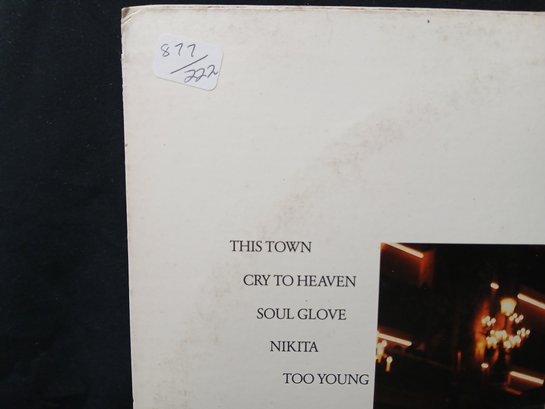 877/222
THIS TOWN
CRY TO HEAVEN
SOUL GLOVE
NIKITA
TOO YOUNG